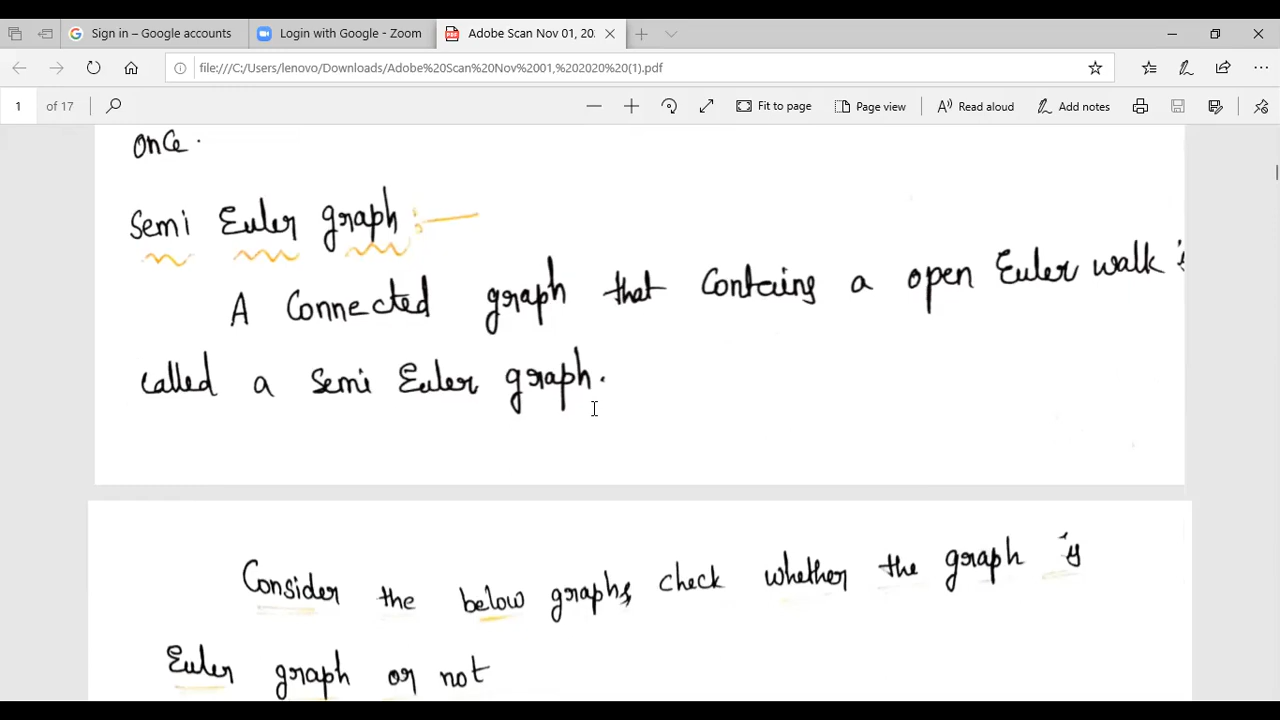 Sign in – Google accounts
Login with Google - Zoom
Adobe Scan Nov 01, 202
file:///C:/Users/lenovo/Downloads/Adobe%20Scan%20Nov%2001,%202020%20(1).pdf
1 of 17
Fit to page
Page view
Read aloud
Add notes
once.
Semi Euler graph :-
A Connected graph that Contains a open Euler walk is
called a Semi Euler graph.
Consider the below graphs, check whether the graph is
Euler graph or not